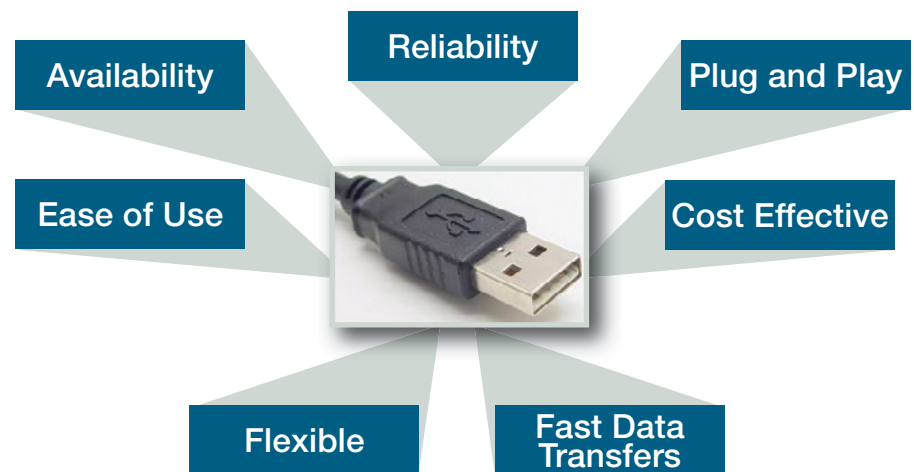 Reliability
Availability
Plug and Play
Ease of Use
Cost Effective
Flexible
Fast Data
Transfers